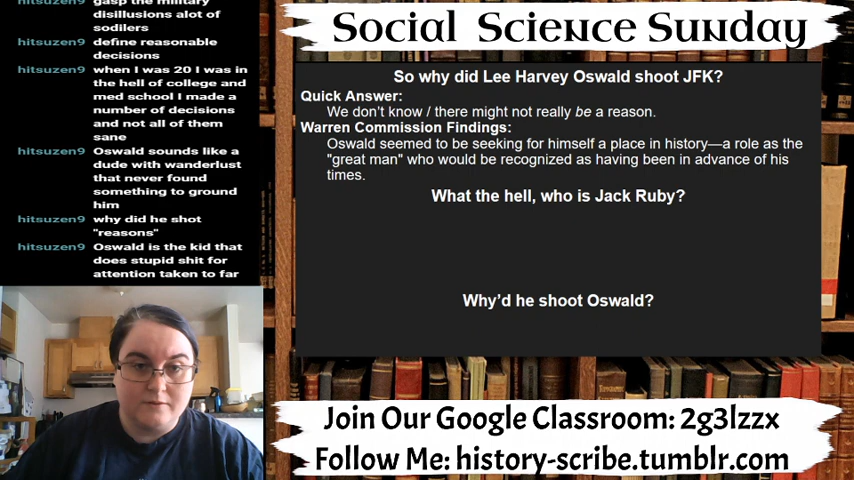 gasp the military
disillusions alot of
sodilers
hitsuzen9 define reasonable
decisions
hitsuzen9 when I was 20 I was in
the hell of college and
med school I made a
number of decisions
and not all of them
sane
hitsuzen9 Oswald sounds like a
dude with wanderlust
that never found
something to ground
him
hitsuzen9 why did he shot
"reasons"
hitsuzen9 Oswald is the kid that
does stupid shit for
attention taken to far
Social Science Sunday
So why did Lee Harvey Oswald shoot JFK?
Quick Answer:
We don't know / there might not really be a reason.
Warren Commission Findings:
Oswald seemed to be seeking for himself a place in history—a role as the
"great man" who would be recognized as having been in advance of his
times.
What the hell, who is Jack Ruby?
Why'd he shoot Oswald?
Join Our Google Classroom: 2g3lzzx
Follow Me: history-scribe.tumblr.com